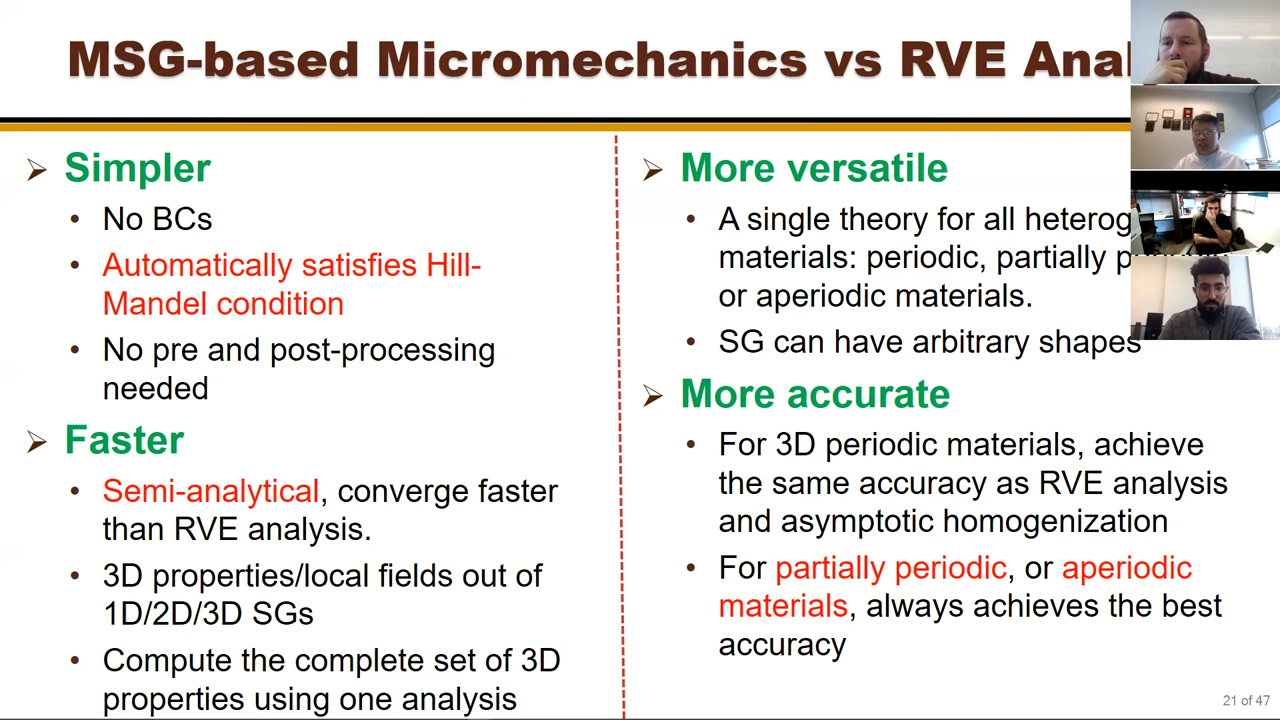 MSG-based Micromechanics vs RVE
Simpler
• No BCs
• Automatically satisfies Hill-
Mandel condition
• No pre and post-processing
needed
Faster
• Semi-analytical, converge faster
than RVE analysis.
• 3D properties/local fields out of
1D/2D/3D SGs
• Compute the complete set of 3D
properties using one analysis
More versatile
• A single theory for all
materials: periodic, partially
or aperiodic materials.
• SG can have arbitrary shapes
More accurate
• For 3D periodic materials, achieve
the same accuracy as RVE analysis
and asymptotic homogenization
• For partially periodic, or aperiodic
materials, always achieves the best
accuracy
21 of 47